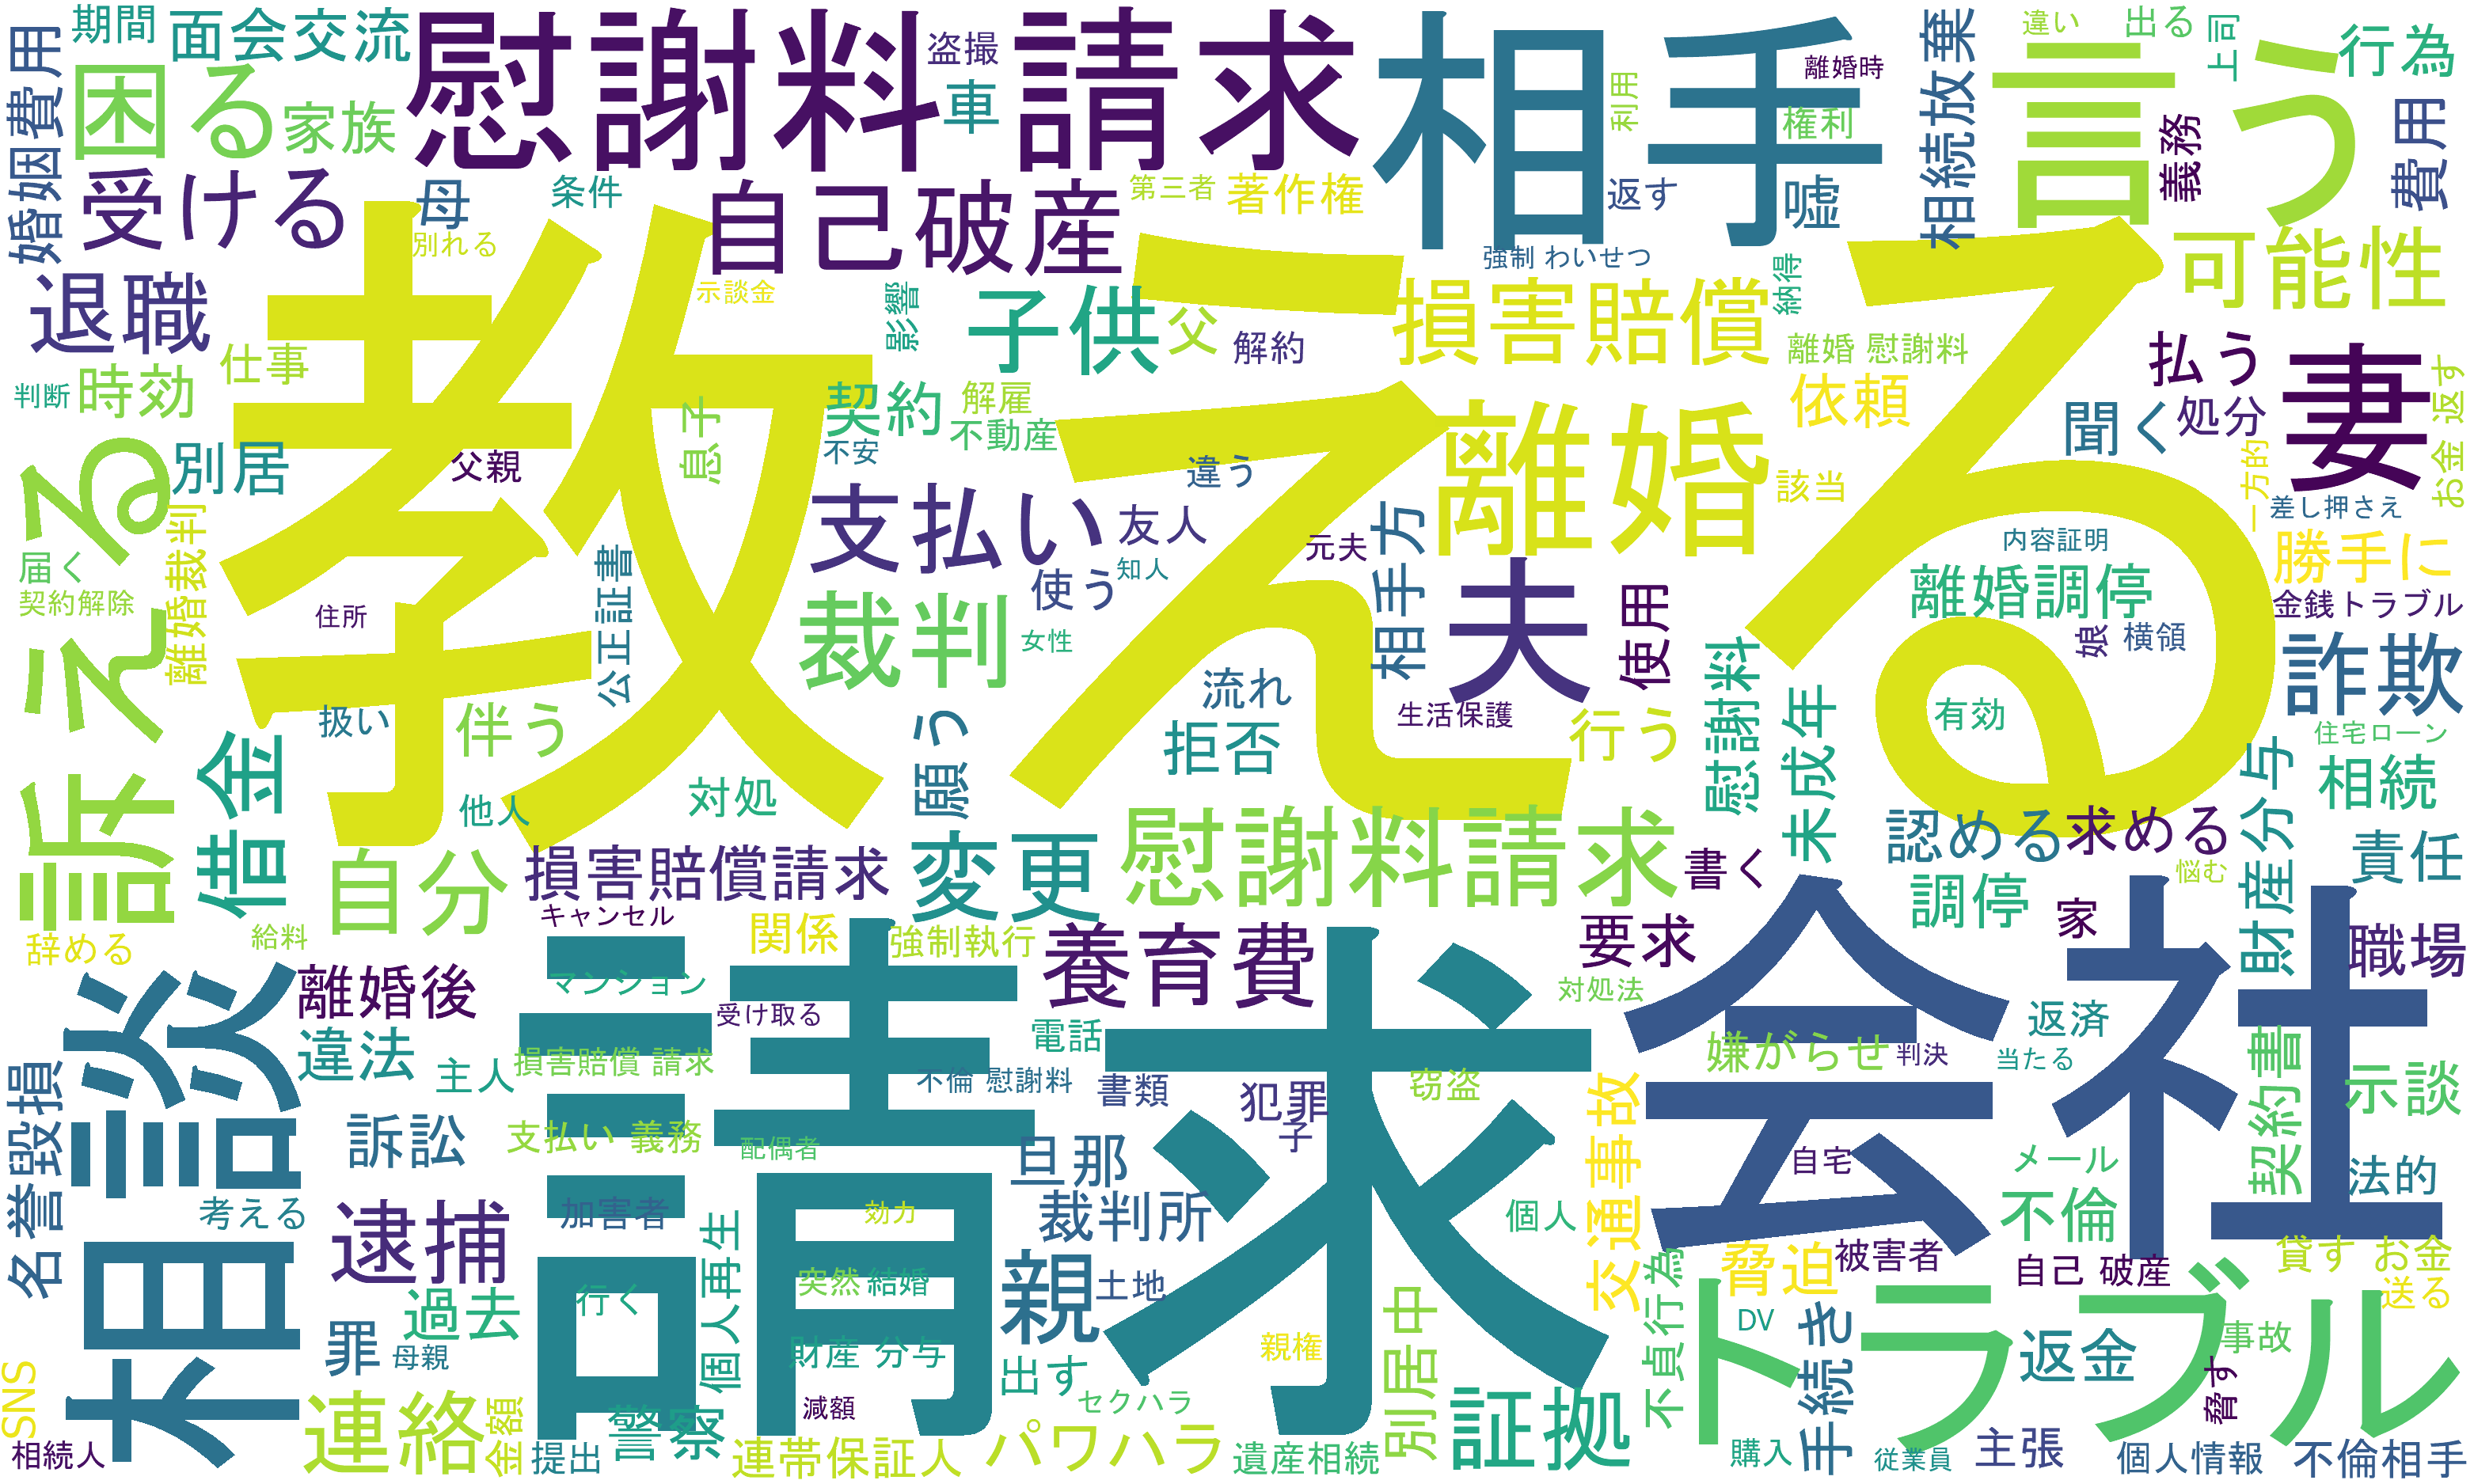 期間
面会交流
慰謝料請求
盗撮
車
相手
離婚時
相続放棄
違い
出る
上司
言う
行為
婚姻費用
困る
家族
利用
権利
義務
費用
受ける
母
条件
自己破産
第三者
著作権
返す
嘘
別れる
強制 わいせつ
可能性
退職
示談金
影響
子供
父
解約
損害賠償
納得
離婚 慰謝料
払う
妻
時効
仕事
判断
教える
息子
契約
解雇
不動産
離婚
依頼
聞く
処分
お金 返す
訴える
別居
父親
不安
支払い
友人
違う
該当
一方的
差し押さえ
離婚裁判
届く
契約解除
公正証書
使う
知人
元夫
相手方
夫
内容証明
勝手に
離婚調停
金銭トラブル
住所
裁判
女性
使用
慰謝料
娘
横領
詐欺
扱い
伴う
流れ
生活保護
行う
未成年
有効
住宅ローン
借金
他人
対処
願う
拒否
財産分与
相続
自分
損害賠償請求
変更
慰謝料請求
書く
認める
求める
調停
悩む
責任
辞める
給料
キャンセル
関係
強制執行
養育費
要求
家
職場
相談
離婚後
マンション
受け取る
請求
電話
対処法
会社
返済
違法
主人
損害賠償 請求
不倫 慰謝料
書類
犯罪
子
窃盗
嫌がらせ
判決
当たる
契約書
示談
名誉毀損
訴訟
支払い 義務
配偶者
旦那
交通事故
自宅
メール
法的
考える
加害者
効力
裁判所
個人
不倫
逮捕
個人再生
突然
結婚
親
土地
不貞行為
脅迫
被害者
自己 破産
貸す お金
送る
過去
行く
罪
母親
財産 分与
出す
親権
別居中
DV
トラブル
手続き
返金
事故
脅す
SNS
連絡
金額
警察
減額
セクハラ
証拠
相続人
提出
連帯保証人
パワハラ
遺産相続
購入
従業員
主張
個人情報
不倫相手